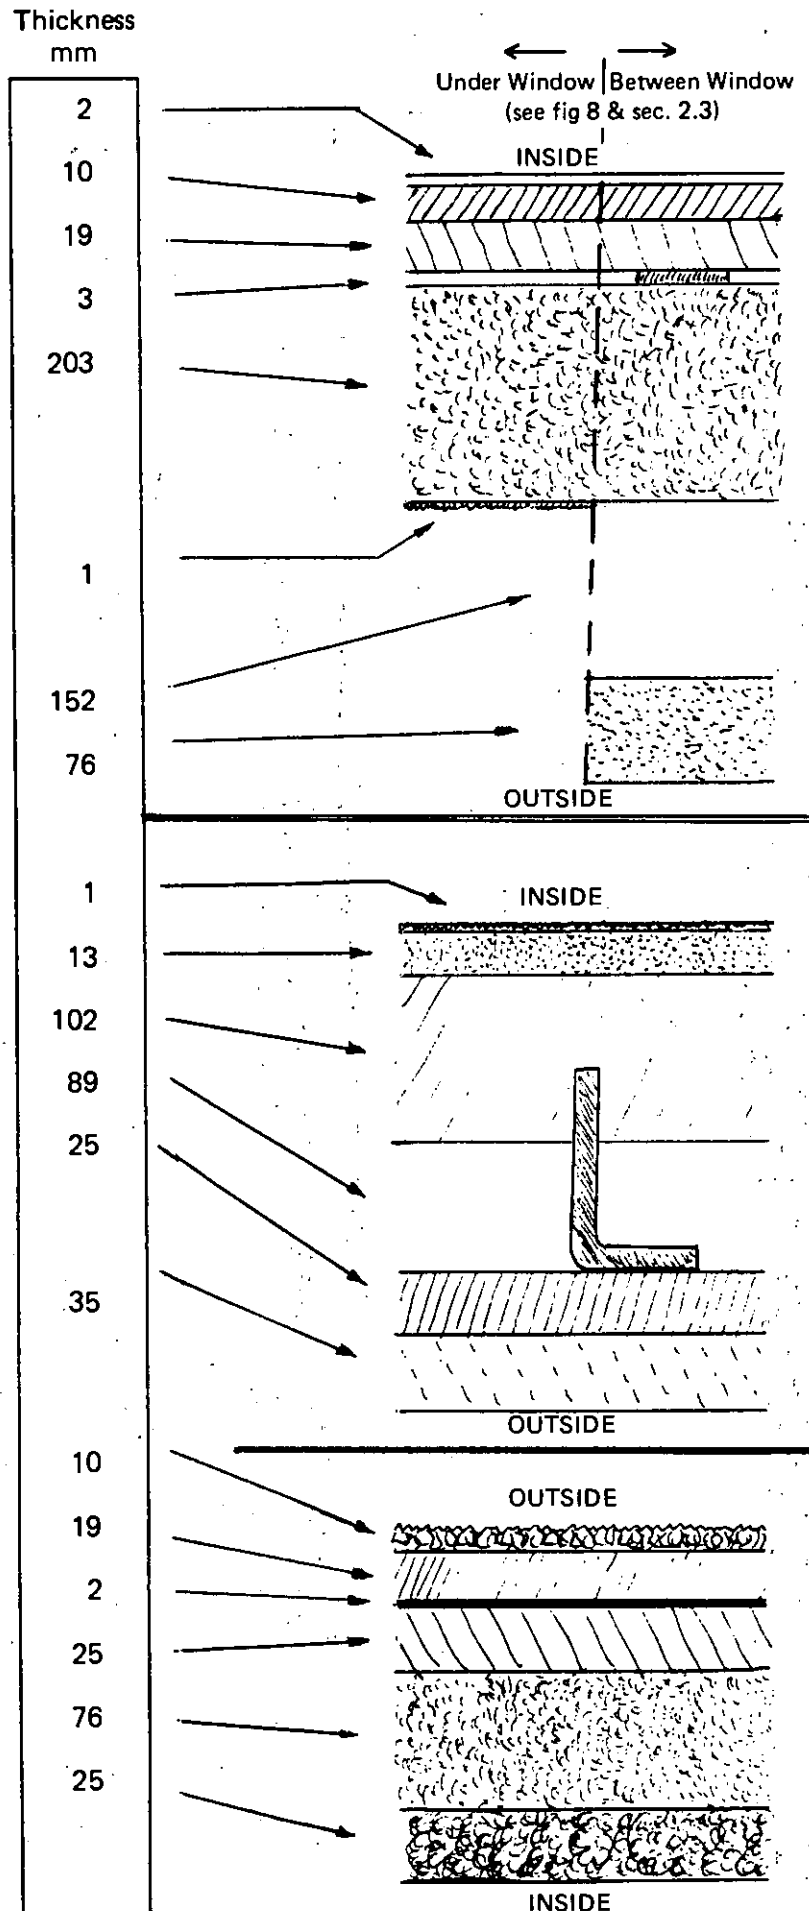 Thickness
mm
Under Window | Between Window
(see fig 8 & sec. 2.3)
INSIDE
2
10
19
3
203
1
152
76
OUTSIDE
INSIDE
1
13
102
89
25
35
OUTSIDE
OUTSIDE
10
19
2
25
76
25
INSIDE